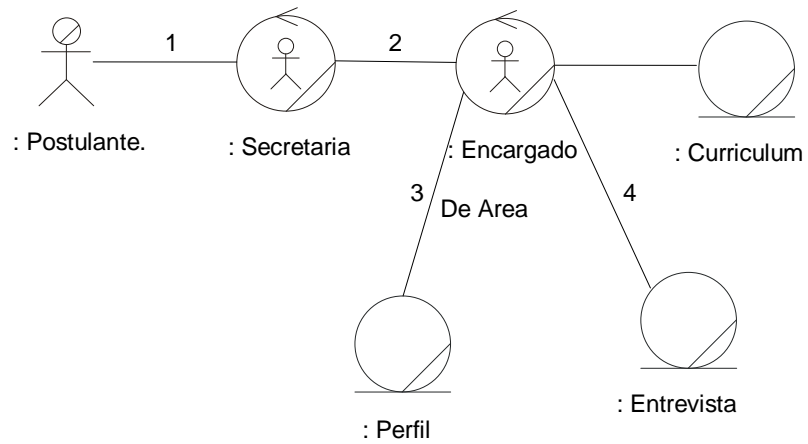 1
2
: Postulante.
: Secretaria
: Encargado
: Curriculum
3
De Area
4
: Perfil
: Entrevista